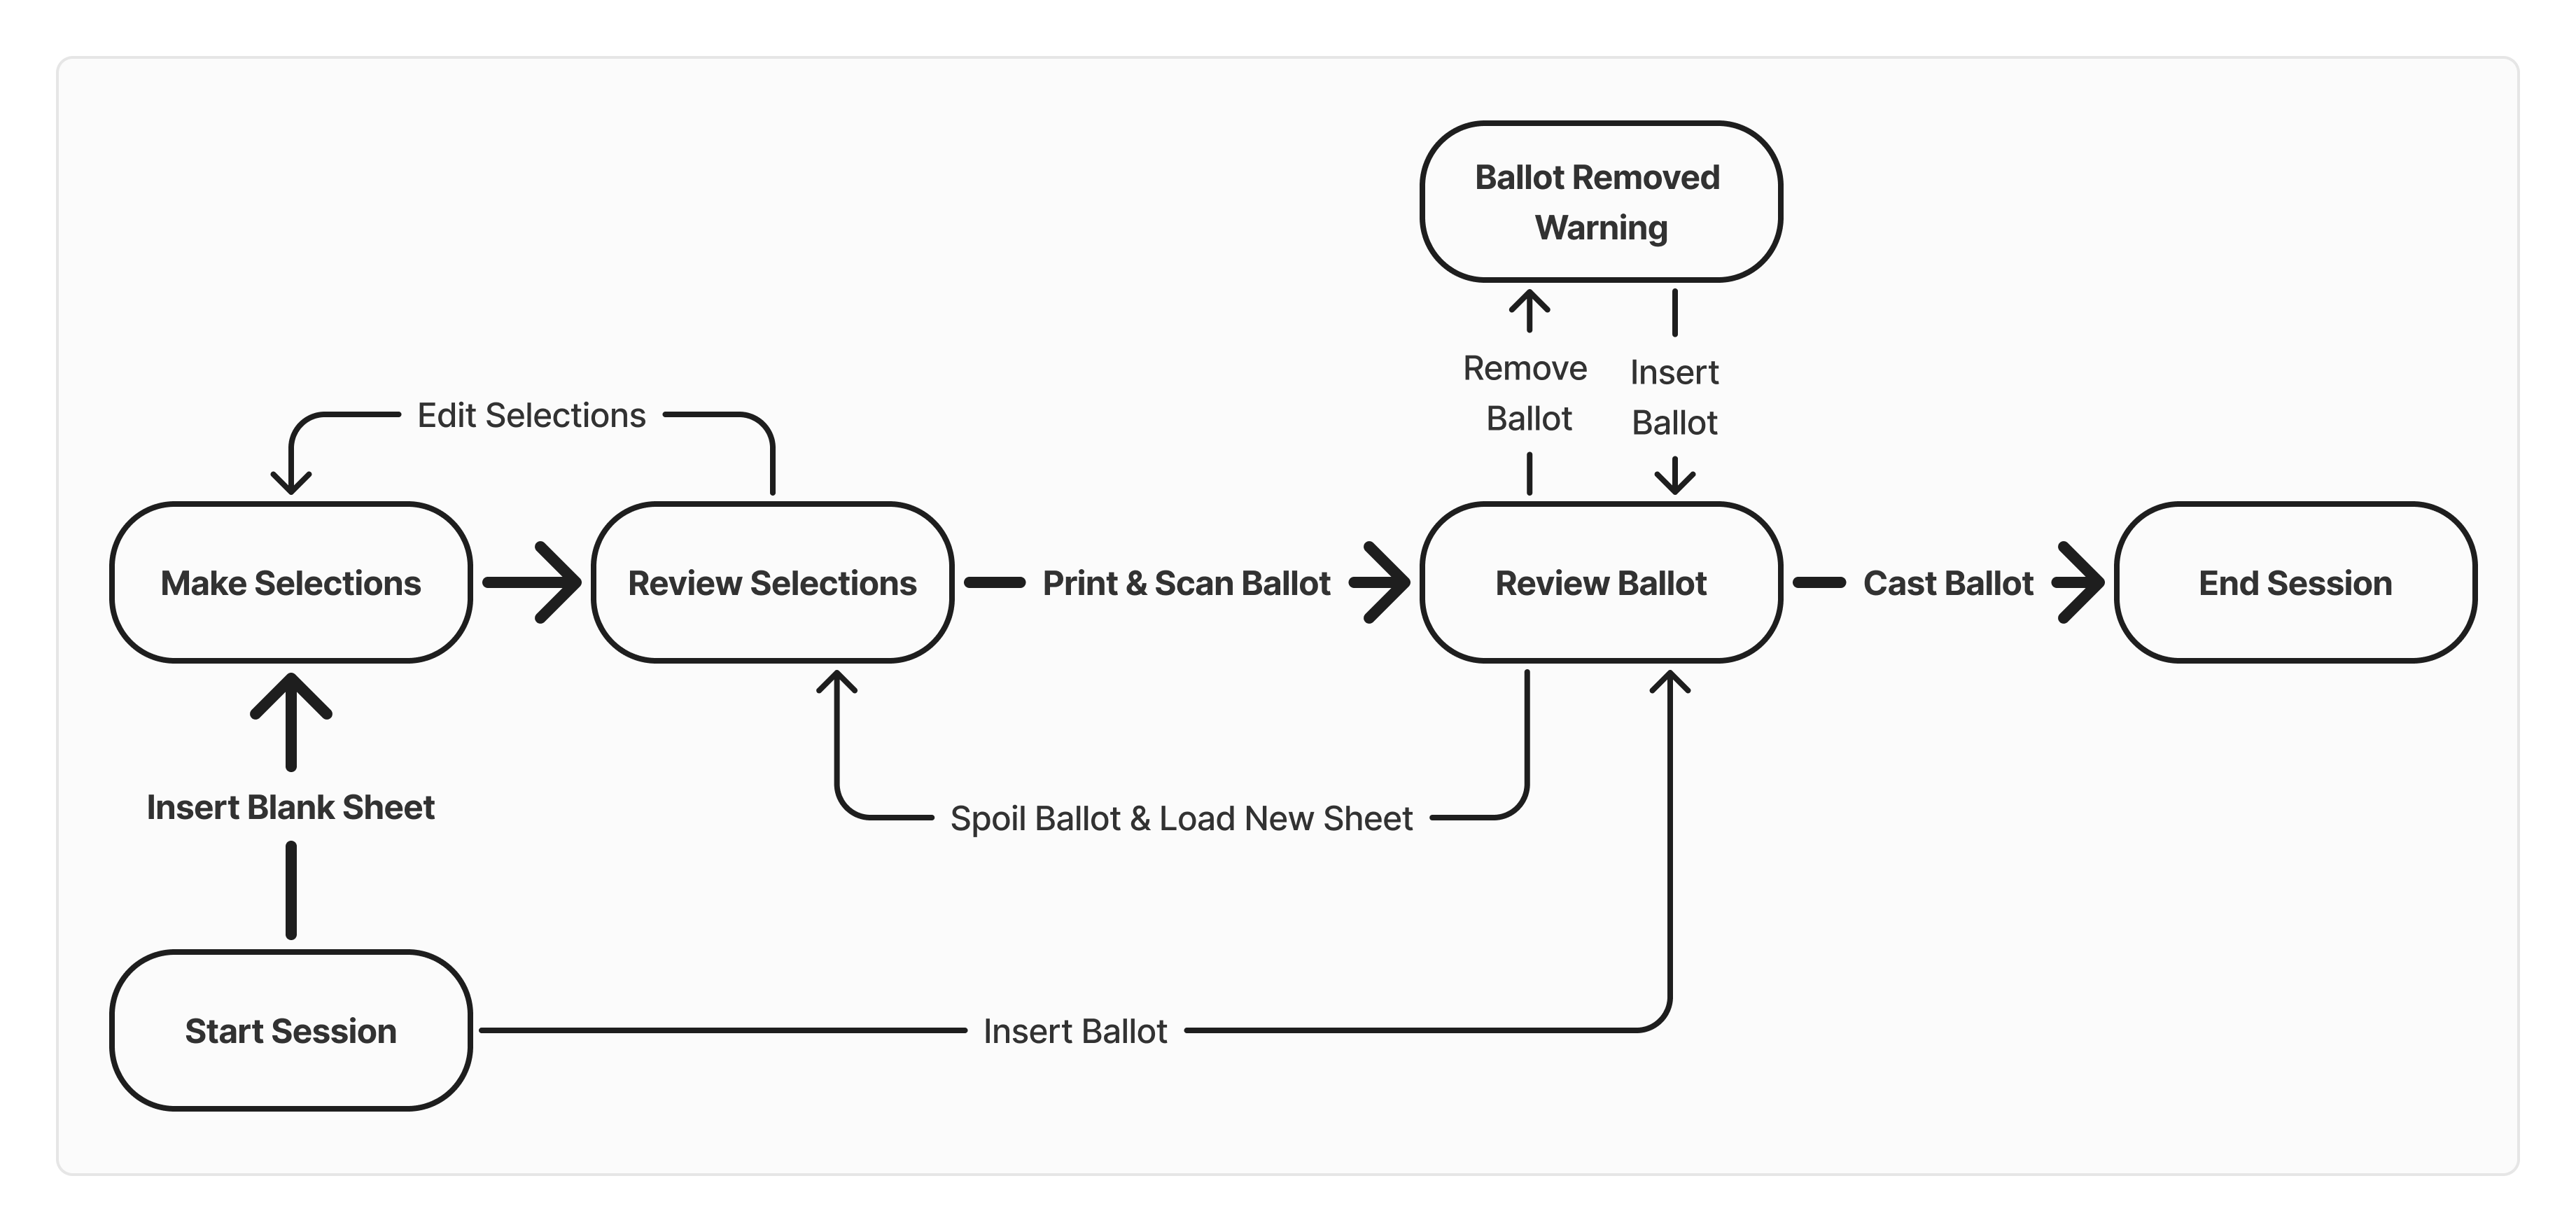 Ballot Removed
Warning
Remove
Ballot
Insert
Ballot
Edit Selections
Make Selections
Review Selections
Print & Scan Ballot
Review Ballot
Cast Ballot
End Session
Insert Blank Sheet
Spoil Ballot & Load New Sheet
Start Session
Insert Ballot